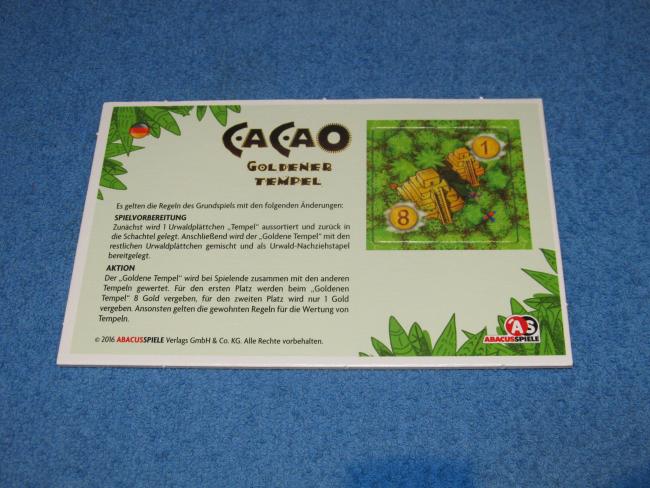 CACAO
GOLDENER
TEMPEL
Es gelten die Regeln des Grundspiels mit den folgenden Änderungen:
SPIELVORBEREITUNG
Zunächst wird 1 Urwaldplättchen „Tempel“ aussortiert und zurück in
die Schachtel gelegt. Anschließend wird der „Goldene Tempel“ mit den
restlichen Urwaldplättchen gemischt und als Urwald-Nachziehstapel
bereitgelegt.
AKTION
Der „Goldene Tempel“ wird bei Spielende zusammen mit den anderen
Tempeln gewertet. Für den ersten Platz werden beim „Goldenen
Tempel“ 8 Gold vergeben, für den zweiten Platz wird nur 1 Gold
vergeben. Ansonsten gelten die gewohnten Regeln für die Wertung von
Tempeln.
© 2016 ABACUSSPIELE Verlags GmbH & Co. KG. Alle Rechte vorbehalten.
1
8
AS
ABACUSSPIELE